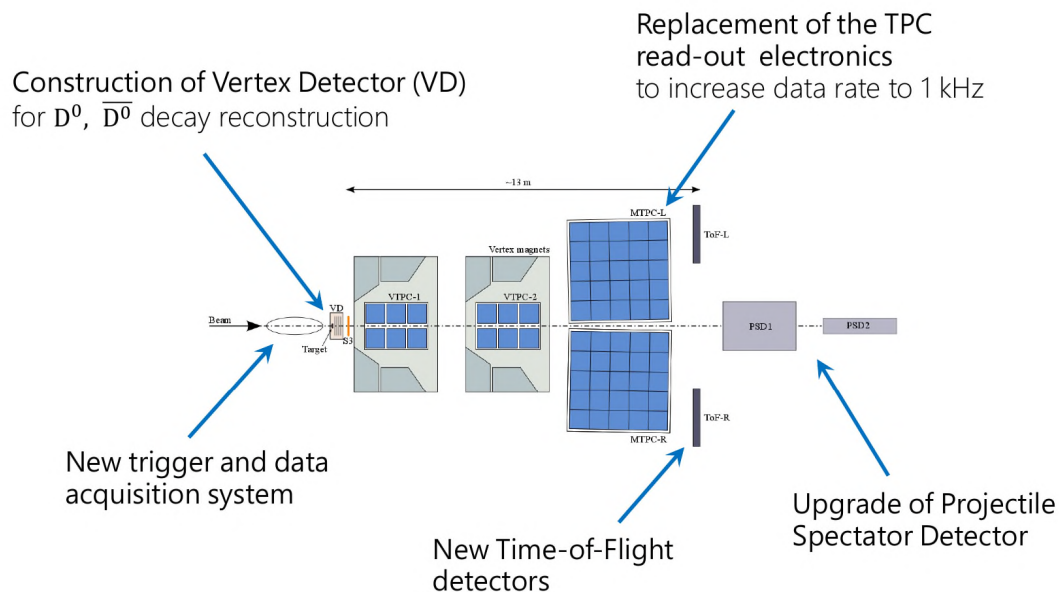 Replacement of the TPC
read-out electronics
to increase data rate to 1 kHz
Construction of Vertex Detector (VD)
for D⁰, D̅⁰ decay reconstruction
~13 m
MTPC-L
ToF-L
Vertex magnets
VTPC-1
VTPC-2
VD
Beam
Target
S3
PSD1
PSD2
ToF-R
MTPC-R
New trigger and data
acquisition system
New Time-of-Flight
detectors
Upgrade of Projectile
Spectator Detector